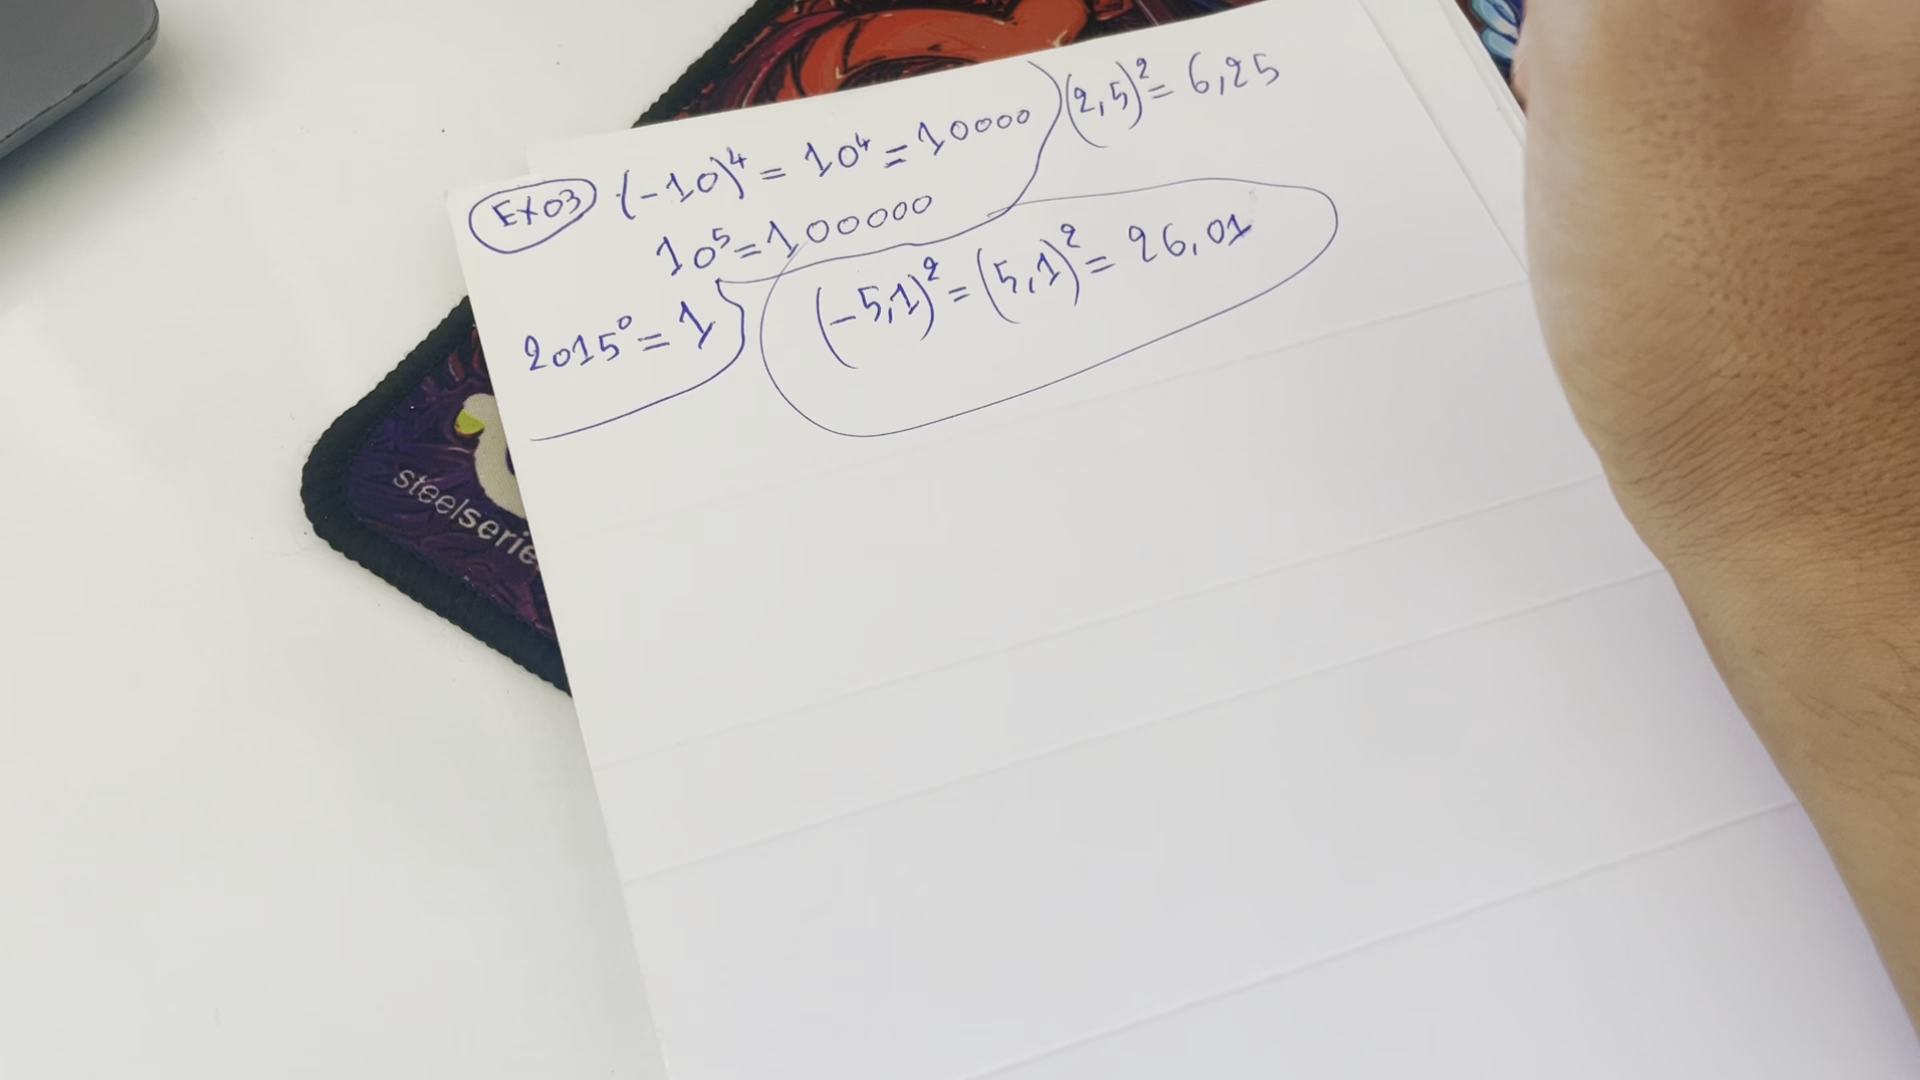 EX03 (-10)⁴ = 10⁴ = 10000
(2,5)² = 6,25
10⁵ = 100000
2015⁰ = 1
(-5,1)² = (5,1)² = 26,01
steelserie